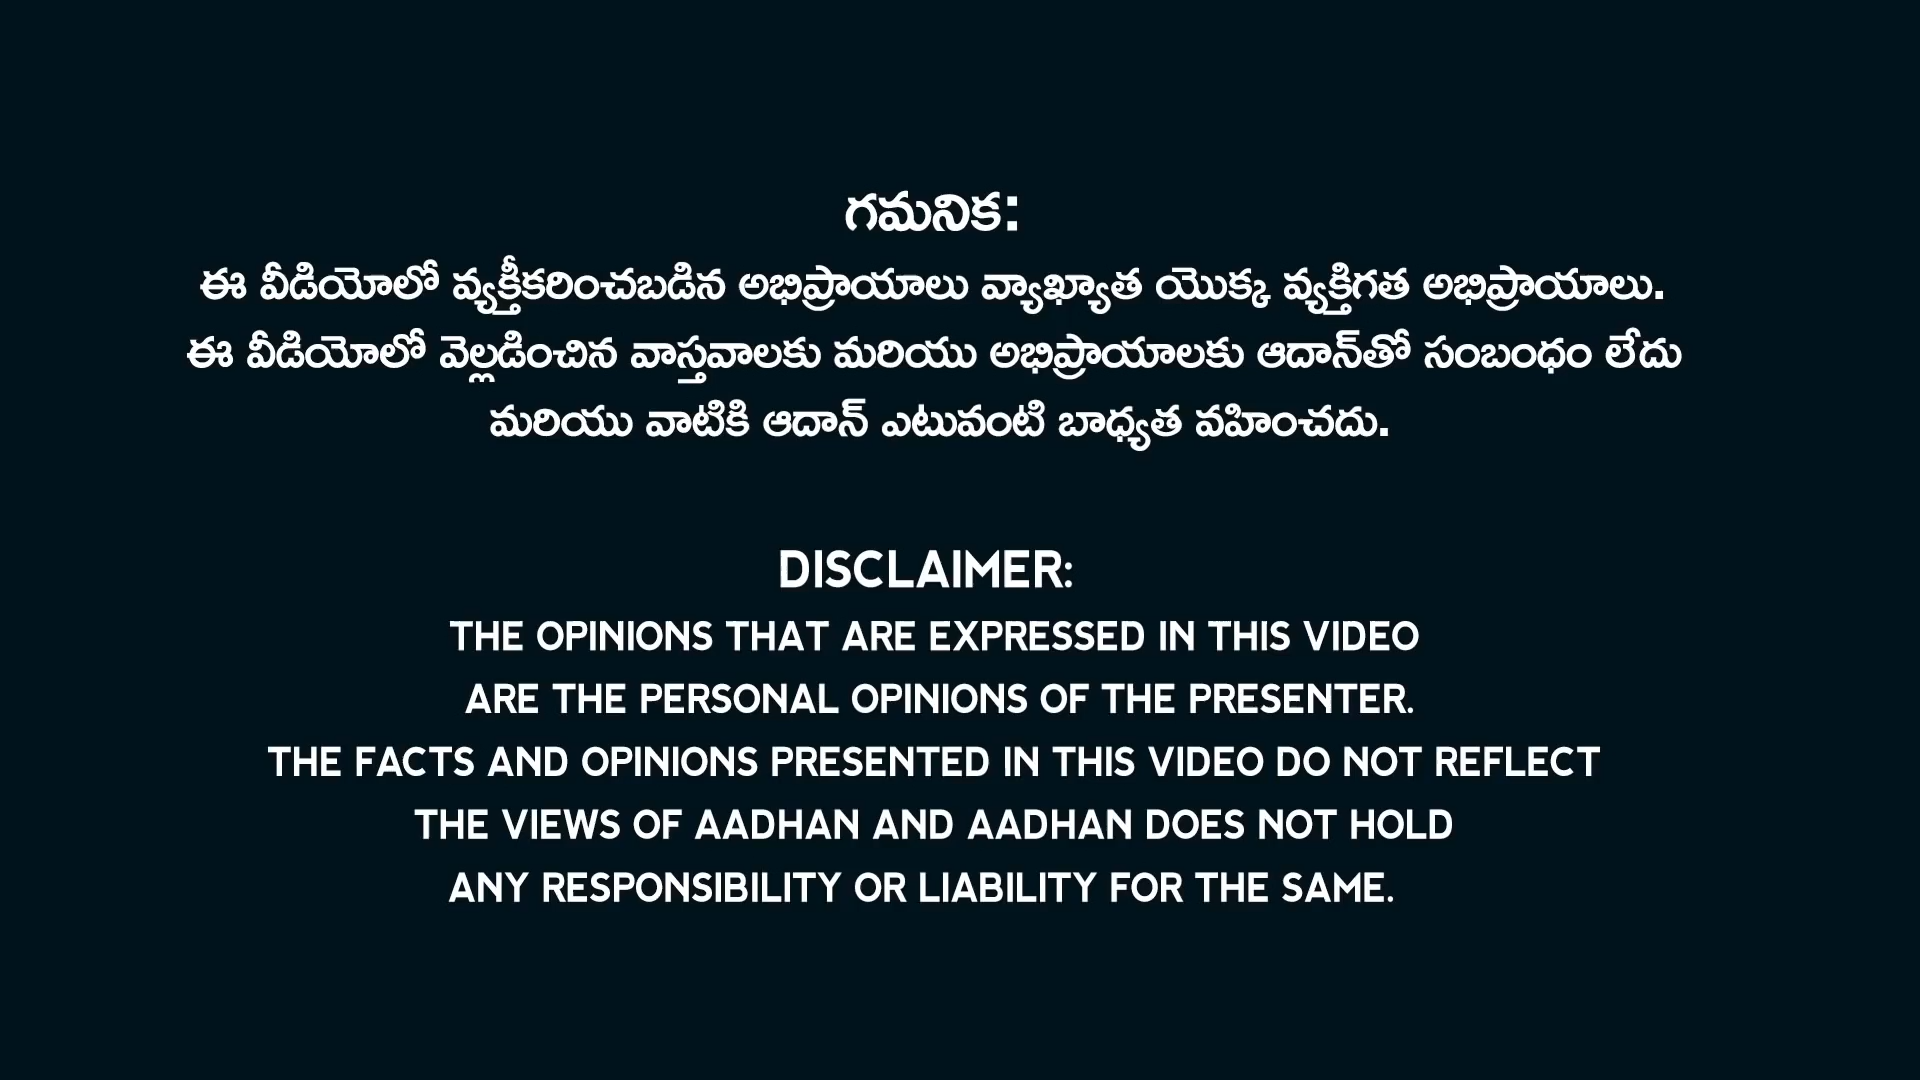 గమనిక:
ఈ వీడియోలో వ్యక్తీకరించబడిన అభిప్రాయాలు వ్యాఖ్యాత యొక్క వ్యక్తిగత అభిప్రాయాలు.
ఈ వీడియోలో వెల్లడించిన వాస్తవాలకు మరియు అభిప్రాయాలకు ఆదాన్‌తో సంబంధం లేదు
మరియు వాటికి ఆదాన్ ఎటువంటి బాధ్యత వహించదు.
DISCLAIMER:
THE OPINIONS THAT ARE EXPRESSED IN THIS VIDEO
ARE THE PERSONAL OPINIONS OF THE PRESENTER.
THE FACTS AND OPINIONS PRESENTED IN THIS VIDEO DO NOT REFLECT
THE VIEWS OF AADHAN AND AADHAN DOES NOT HOLD
ANY RESPONSIBILITY OR LIABILITY FOR THE SAME.